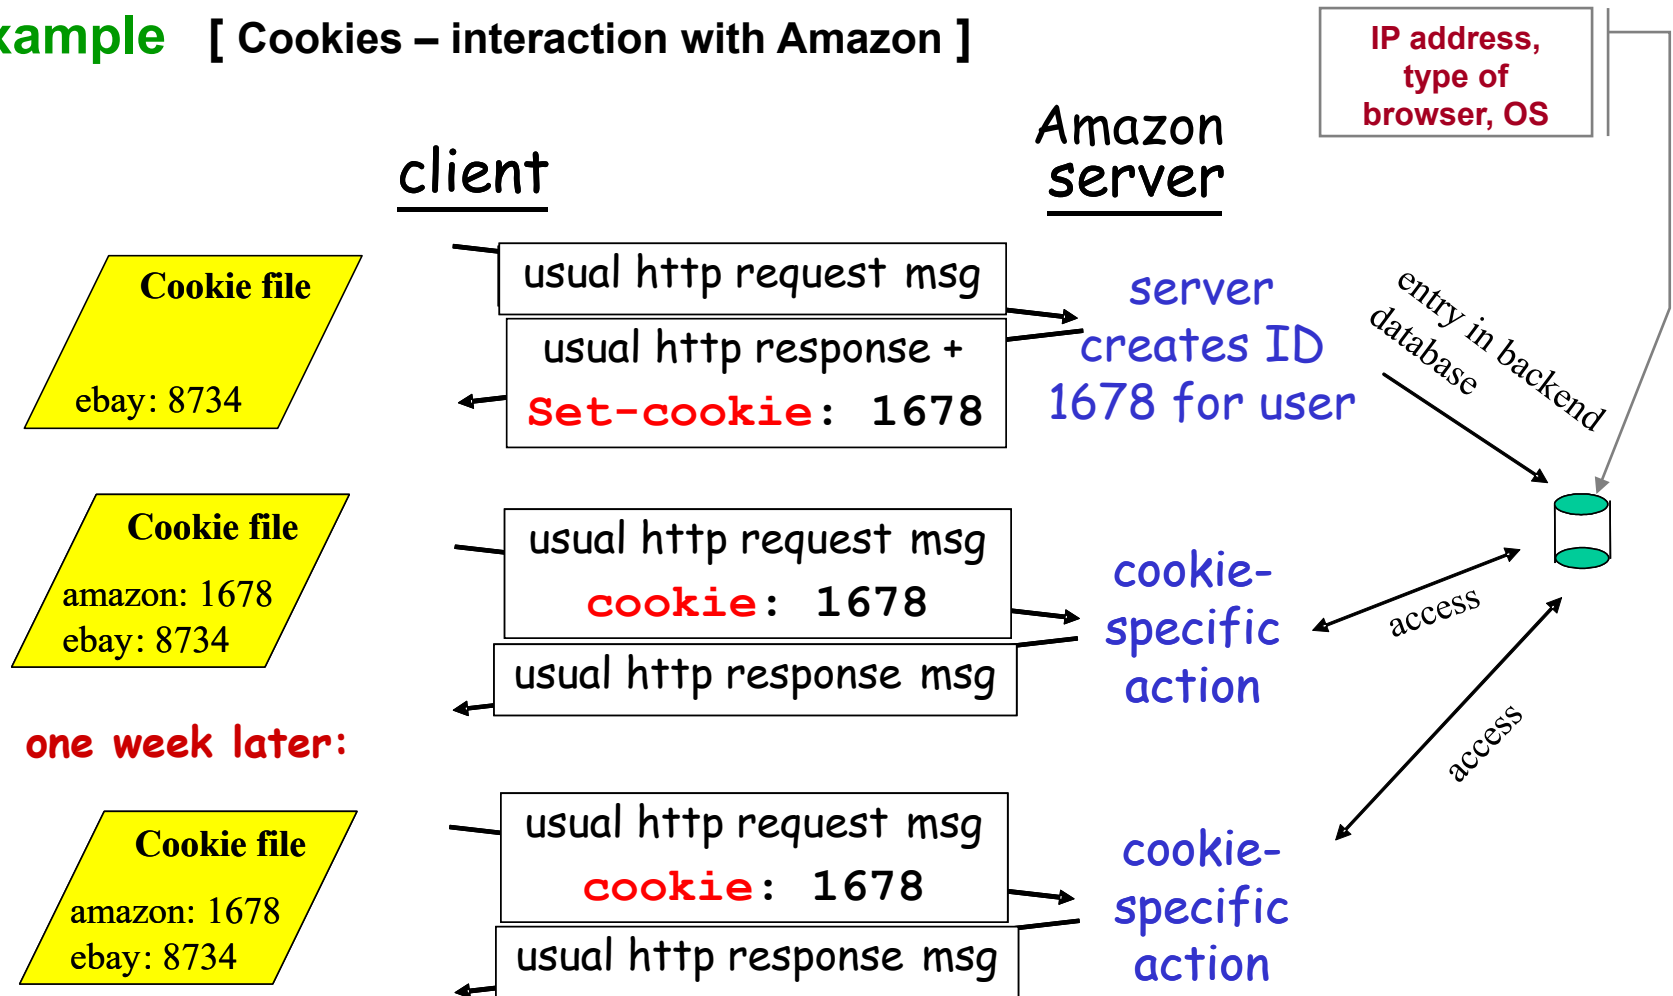 xample [ Cookies – interaction with Amazon ]
IP address,
type of
browser, OS
client
Amazon
server
Cookie file
ebay: 8734
usual http request msg
usual http response +
Set-cookie: 1678
server
creates ID
1678 for user
entry in backend
database
Cookie file
amazon: 1678
ebay: 8734
usual http request msg
cookie: 1678
usual http response msg
cookie-
specific
action
access
one week later:
access
Cookie file
amazon: 1678
ebay: 8734
usual http request msg
cookie: 1678
usual http response msg
cookie-
specific
action